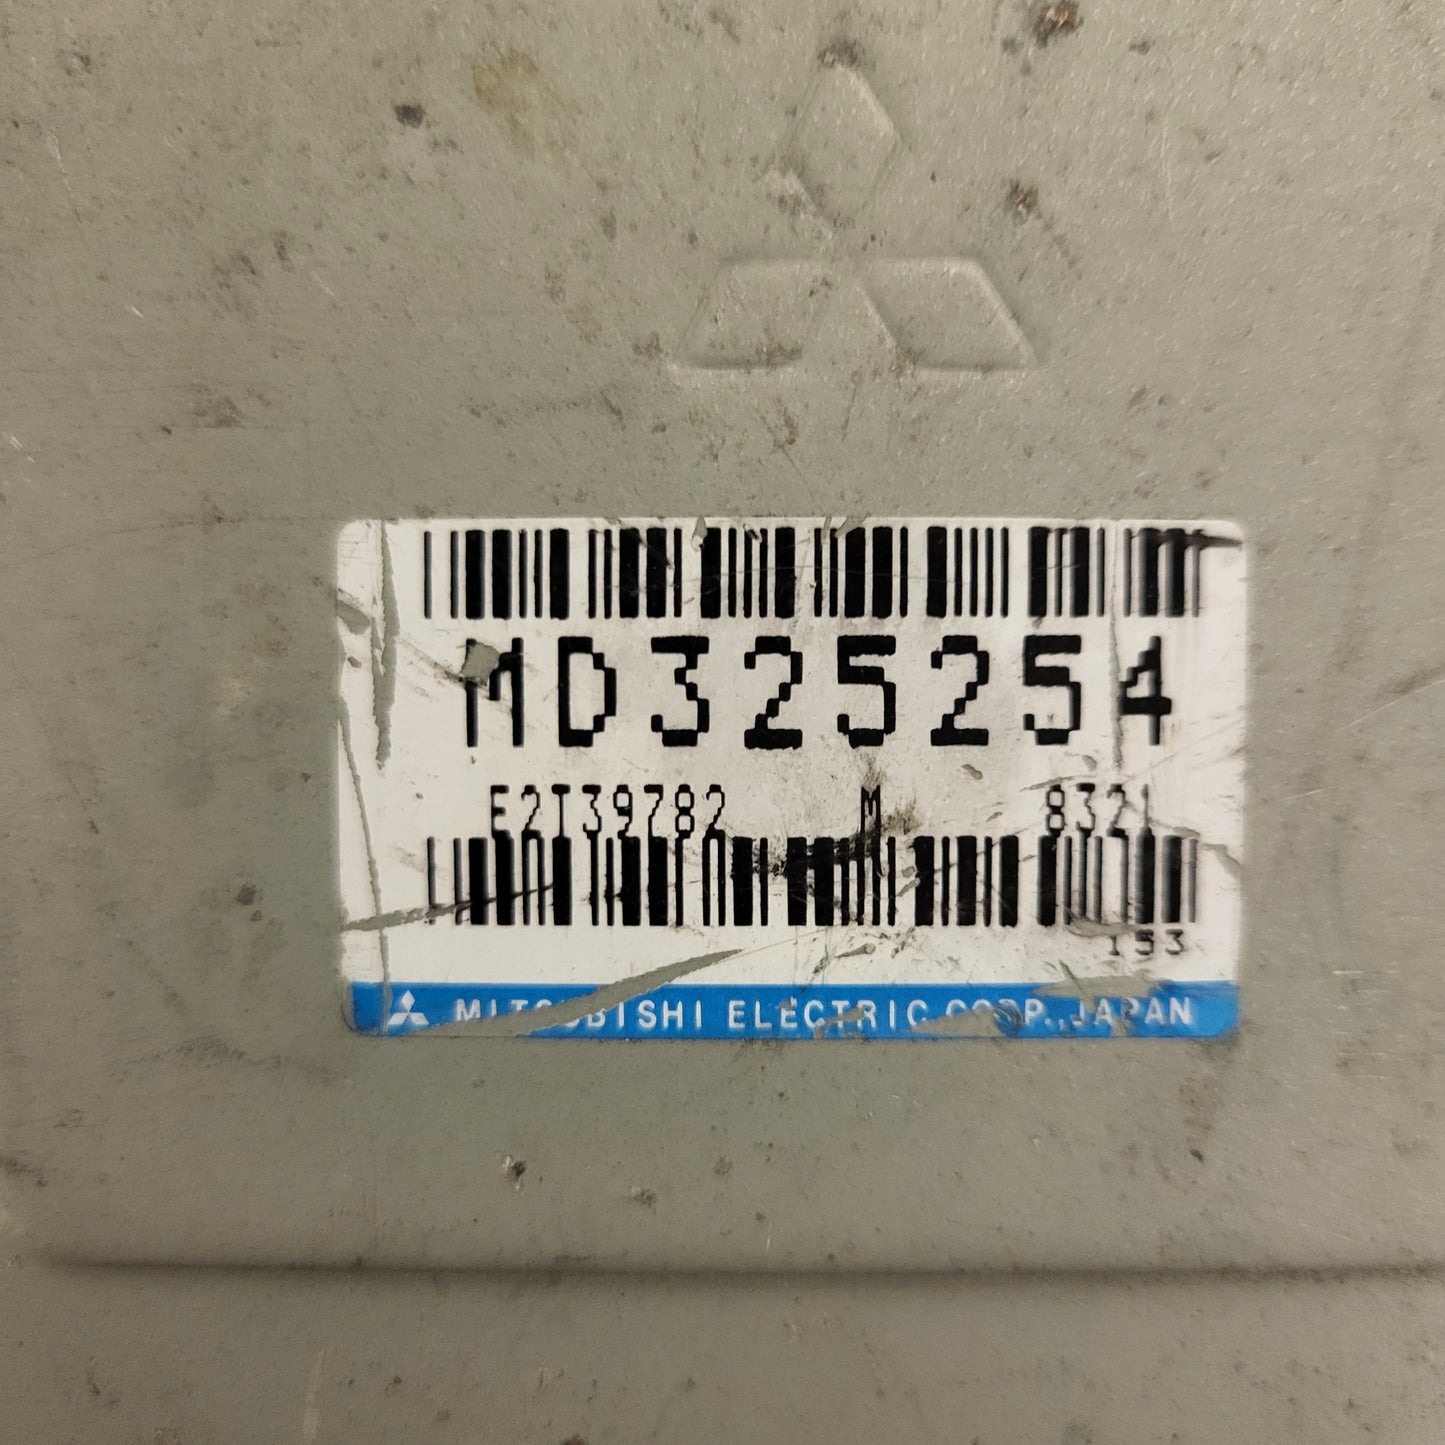 MD325254
E2T39782 M 8321
153
MITSUBISHI ELECTRIC CORP., JAPAN